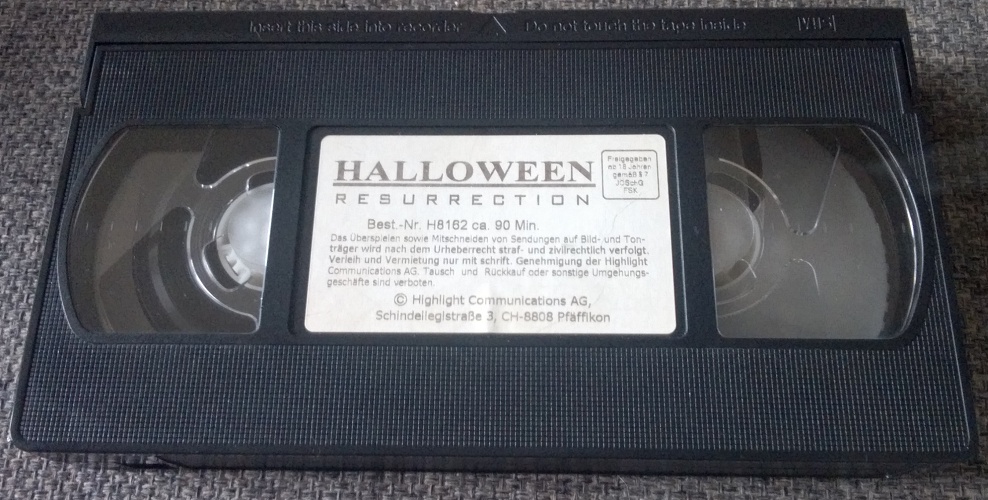 Insert this side into recorder
Do not touch the tape inside
VHS
HALLOWEEN
RESURRECTION
Freigegeben
ab 16 Jahren
gemäß § 7
JÖSchG
FSK
Best.-Nr. H8162 ca. 90 Min.
Das Überspielen sowie Mitschneiden von Sendungen auf Bild- und Ton-
träger wird nach dem Urheberrecht straf- und zivilrechtlich verfolgt.
Verleih und Vermietung nur mit schrift. Genehmigung der Highlight
Communications AG. Tausch und Rückkauf oder sonstige Umgehungs-
geschäfte sind verboten.
© Highlight Communications AG,
Schindellegistraße 3, CH-8808 Pfäffikon